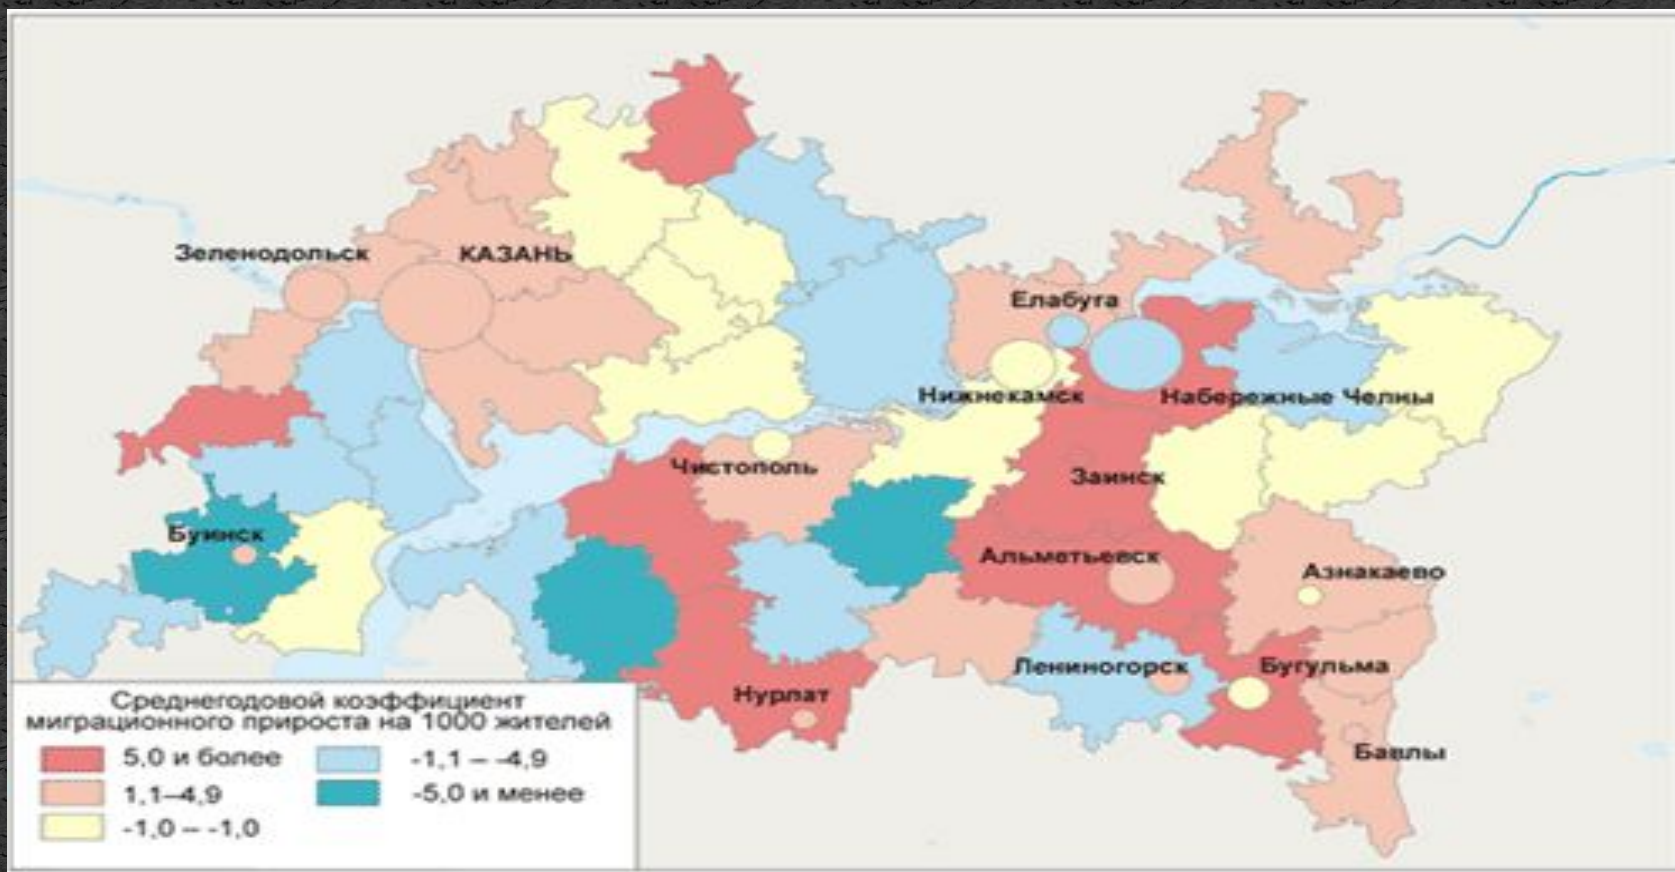 Зеленодольск
КАЗАНЬ
Елабуга
Нижнекамск
Набережные Челны
Чистополь
Заинск
Буинск
Альметьевск
Азнакаево
Лениногорск
Бугульма
Нурлат
Бавлы
Среднегодовой коэффициент
миграционного прироста на 1000 жителей
5,0 и более
-1,1 – -4,9
1,1–4,9
-5,0 и менее
-1,0 – -1,0